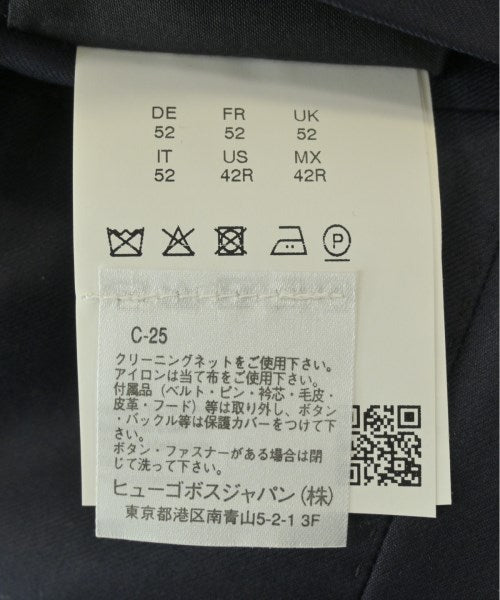 DE FR UK
52 52 52
IT US MX
52 42R 42R
P
C-25
クリーニングネットをご使用下さい。
アイロンは当て布をご使用下さい。
付属品（ベルト・ピン・衿芯・毛皮・
皮革・フード）等は取り外し、ボタン
・バックル等は保護カバーをつけて下
さい。
ボタン・ファスナーがある場合は閉
じて洗って下さい。
ヒューゴボスジャパン(株)
東京都港区南青山5-2-1 3F